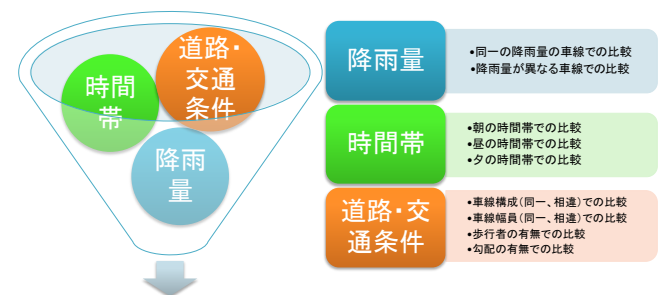 道路・
交通
条件
時間
帯
降雨
量
降雨量
•同一の降雨量の車線での比較
•降雨量が異なる車線での比較
時間帯
•朝の時間帯での比較
•昼の時間帯での比較
•夕の時間帯での比較
道路・交
通条件
•車線構成(同一、相違)での比較
•車線幅員(同一、相違)での比較
•歩行者の有無での比較
•勾配の有無での比較